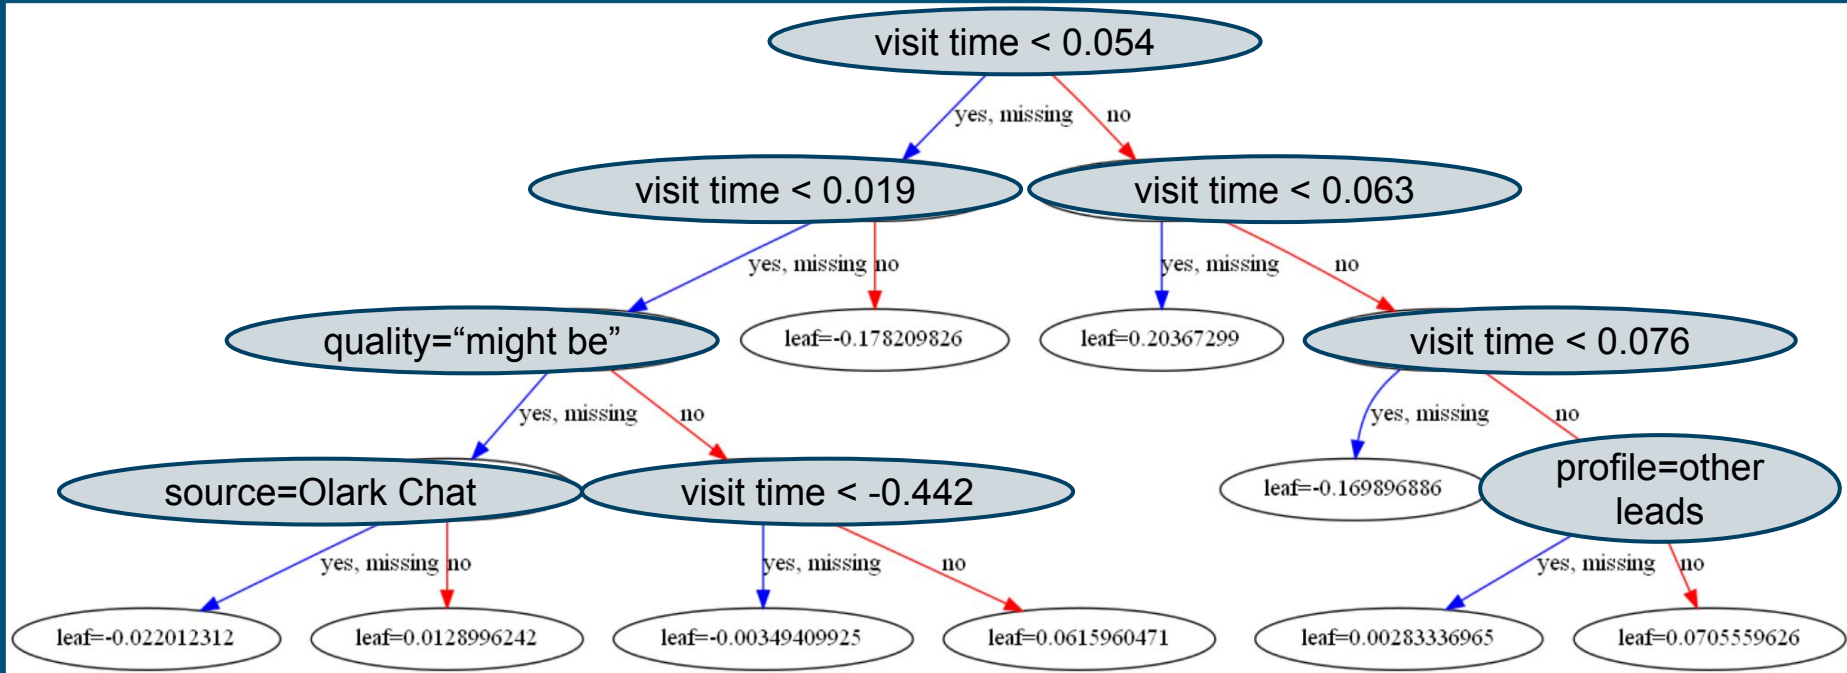 visit time < 0.054
yes, missing
no
visit time < 0.019
visit time < 0.063
yes, missing
no
yes, missing
no
quality=“might be”
leaf=-0.178209826
leaf=0.20367299
visit time < 0.076
yes, missing
no
yes, missing
no
source=Olark Chat
visit time < -0.442
leaf=-0.169896886
profile=other
leads
yes, missing
no
yes, missing
no
yes, missing
no
leaf=-0.022012312
leaf=0.0128996242
leaf=-0.00349409925
leaf=0.0615960471
leaf=0.00283336965
leaf=0.0705559626